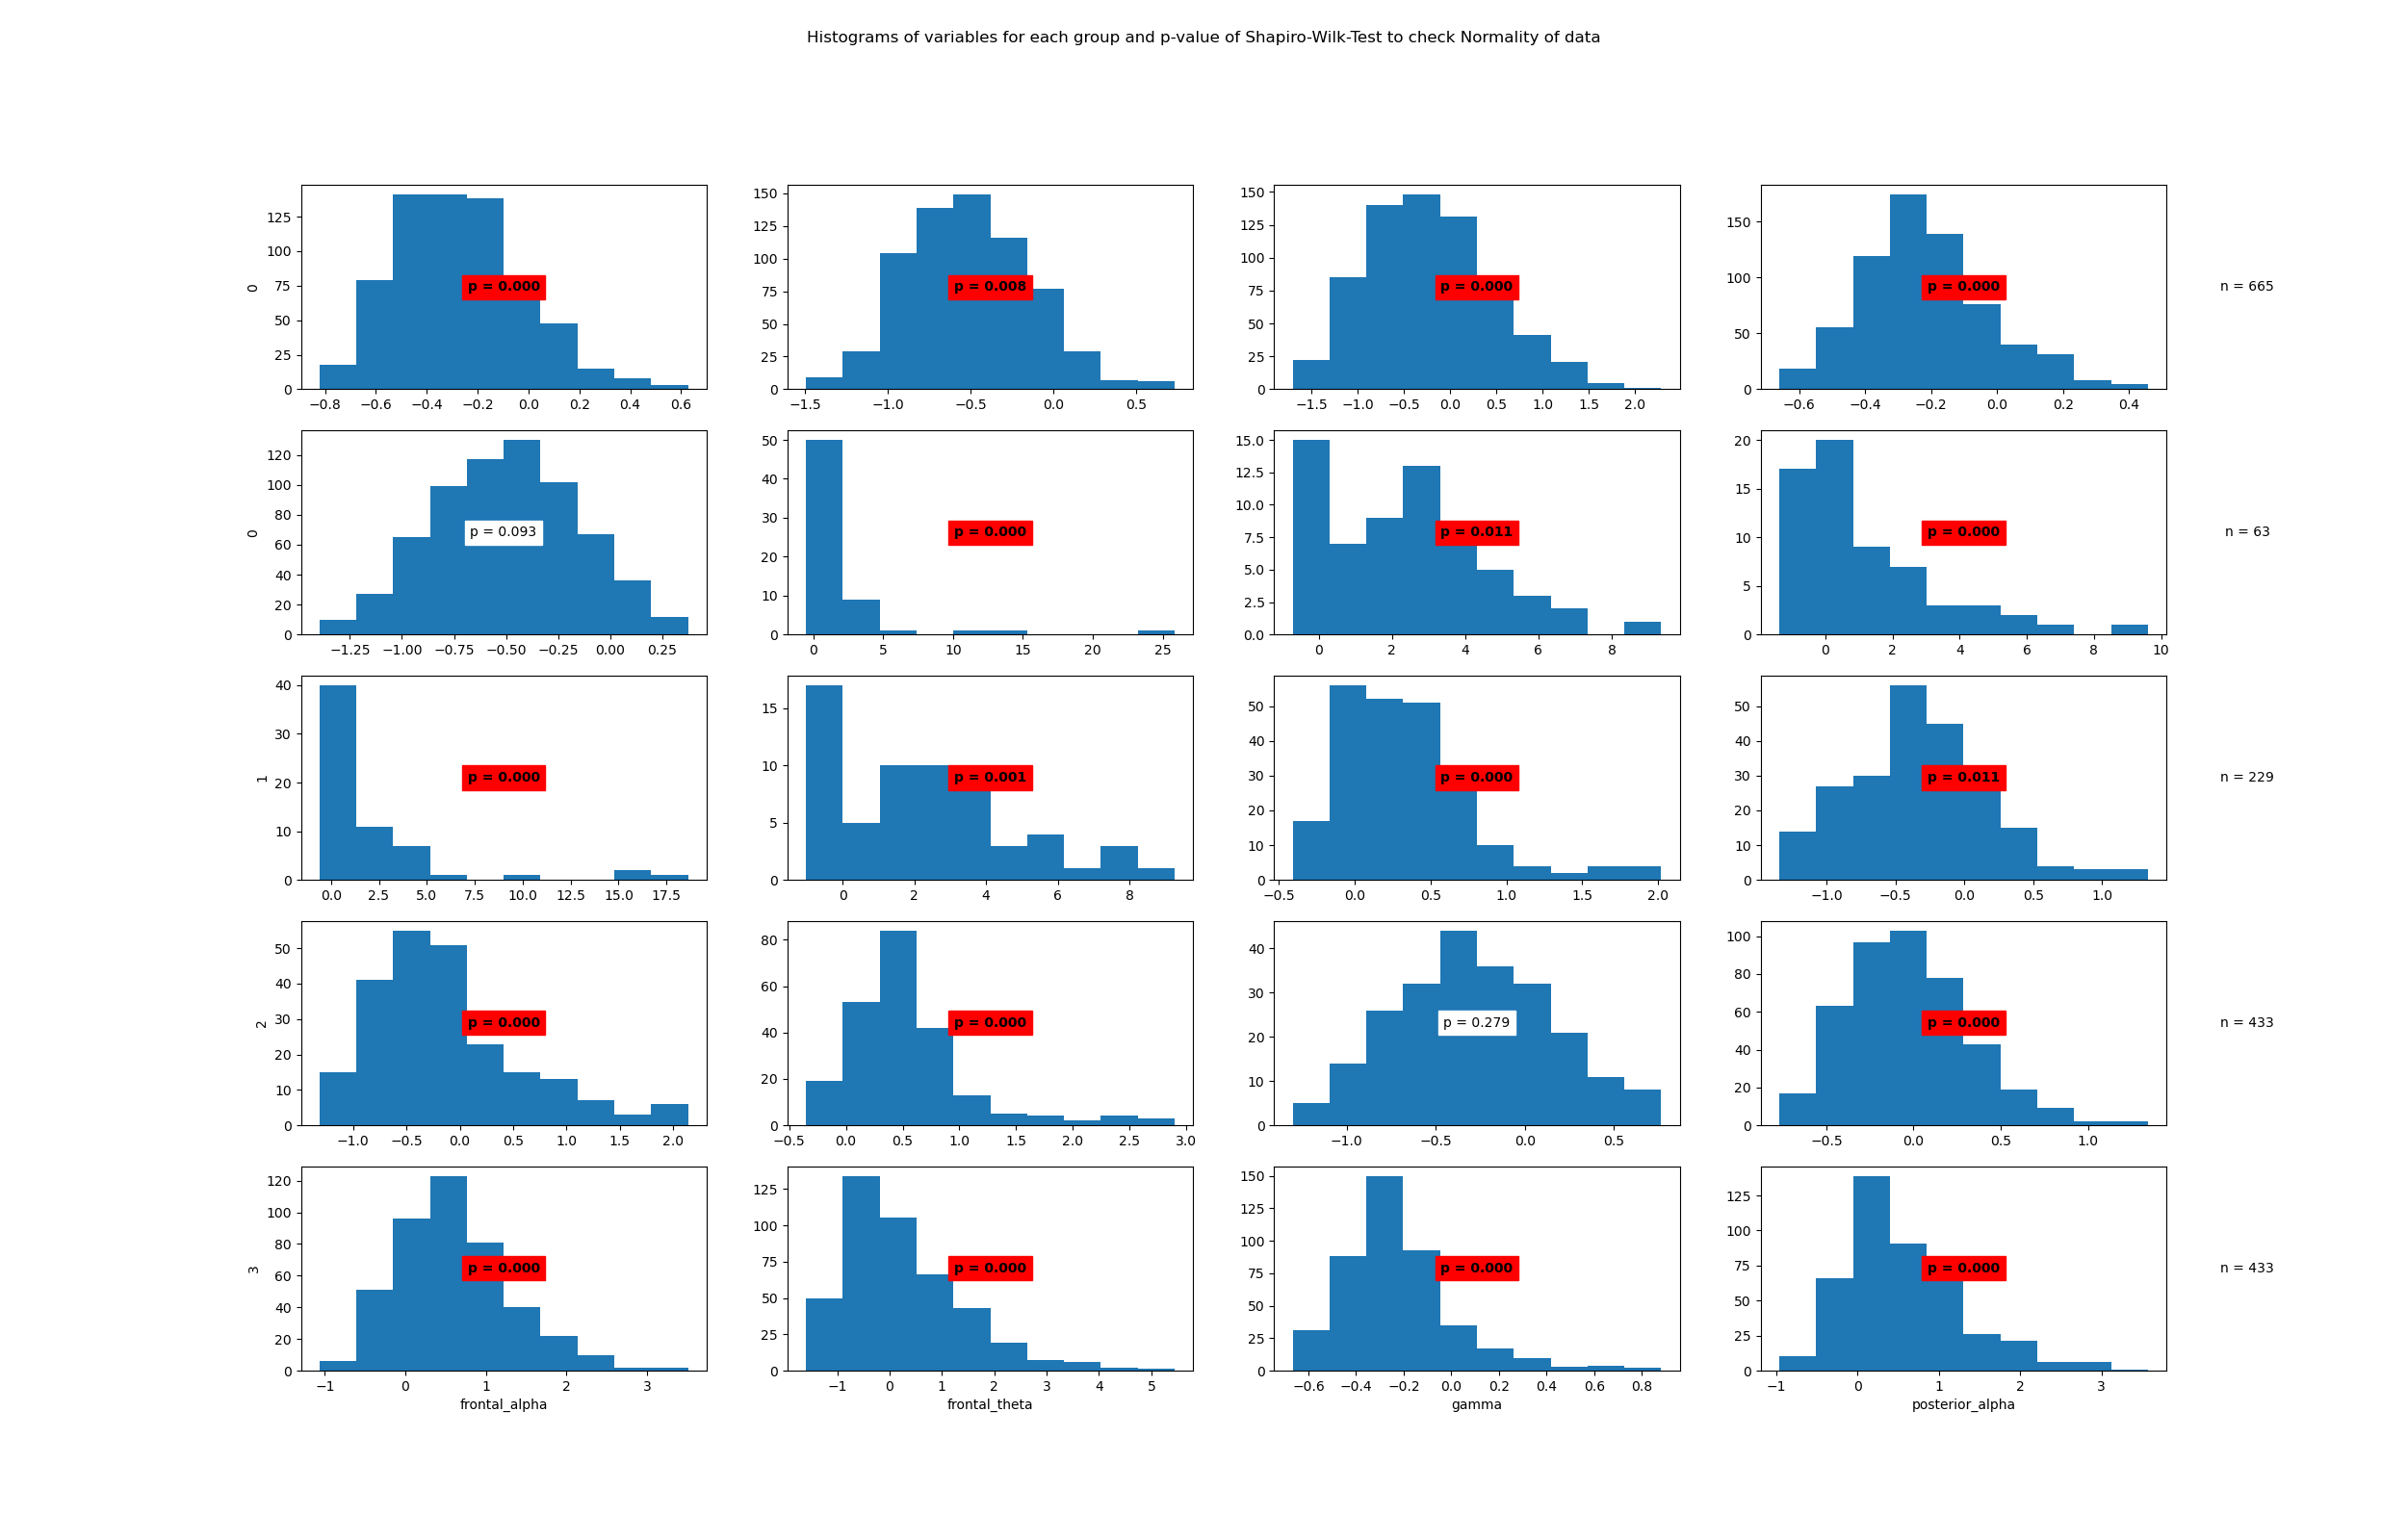 Histograms of variables for each group and p-value of Shapiro-Wilk-Test to check Normality of data
0
125
100
75
50
25
0
p = 0.000
−0.8 −0.6 −0.4 −0.2 0.0 0.2 0.4 0.6
150
125
100
75
50
25
0
p = 0.008
−1.5 −1.0 −0.5 0.0 0.5
150
125
100
75
50
25
0
p = 0.000
−1.5 −1.0 −0.5 0.0 0.5 1.0 1.5 2.0
150
100
50
0
p = 0.000
−0.6 −0.4 −0.2 0.0 0.2 0.4
n = 665
0
120
100
80
60
40
20
0
p = 0.093
−1.25 −1.00 −0.75 −0.50 −0.25 0.00 0.25
50
40
30
20
10
0
p = 0.000
0 5 10 15 20 25
15.0
12.5
10.0
7.5
5.0
2.5
0.0
p = 0.011
0 2 4 6 8
20
15
10
5
0
p = 0.000
0 2 4 6 8 10
n = 63
1
40
30
20
10
0
p = 0.000
0.0 2.5 5.0 7.5 10.0 12.5 15.0 17.5
15
10
5
0
p = 0.001
0 2 4 6 8
50
40
30
20
10
0
p = 0.000
−0.5 0.0 0.5 1.0 1.5 2.0
50
40
30
20
10
0
p = 0.011
−1.0 −0.5 0.0 0.5 1.0
n = 229
2
50
40
30
20
10
0
p = 0.000
−1.0 −0.5 0.0 0.5 1.0 1.5 2.0
80
60
40
20
0
p = 0.000
−0.5 0.0 0.5 1.0 1.5 2.0 2.5 3.0
40
30
20
10
0
p = 0.279
−1.0 −0.5 0.0 0.5
100
80
60
40
20
0
p = 0.000
−0.5 0.0 0.5 1.0
n = 433
3
120
100
80
60
40
20
0
p = 0.000
−1 0 1 2 3
frontal_alpha
125
100
75
50
25
0
p = 0.000
−1 0 1 2 3 4 5
frontal_theta
150
125
100
75
50
25
0
p = 0.000
−0.6 −0.4 −0.2 0.0 0.2 0.4 0.6 0.8
gamma
125
100
75
50
25
0
p = 0.000
−1 0 1 2 3
posterior_alpha
n = 433